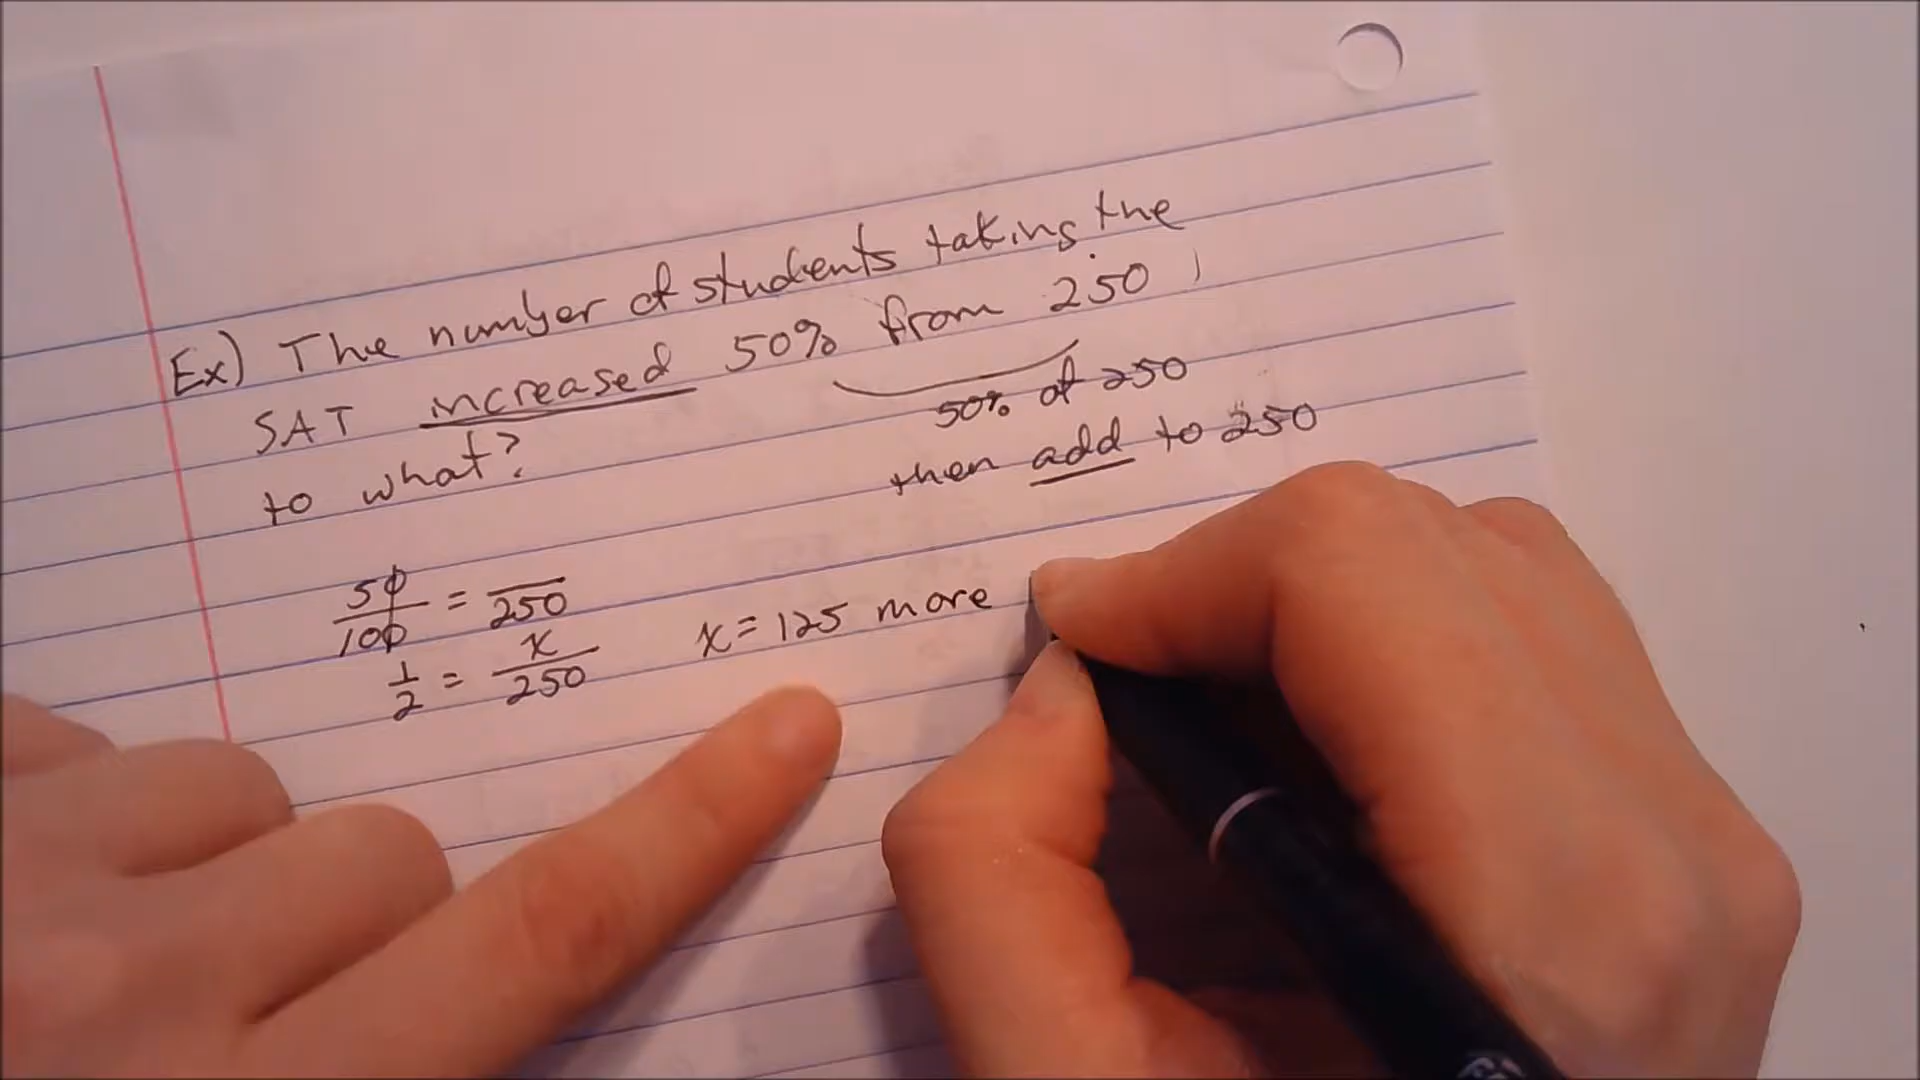 Ex) The number of students taking the
SAT increased 50% from 250
to what?
50% of 250
then add to 250
50/100 = /250
1/2 = x/250
x = 125 more